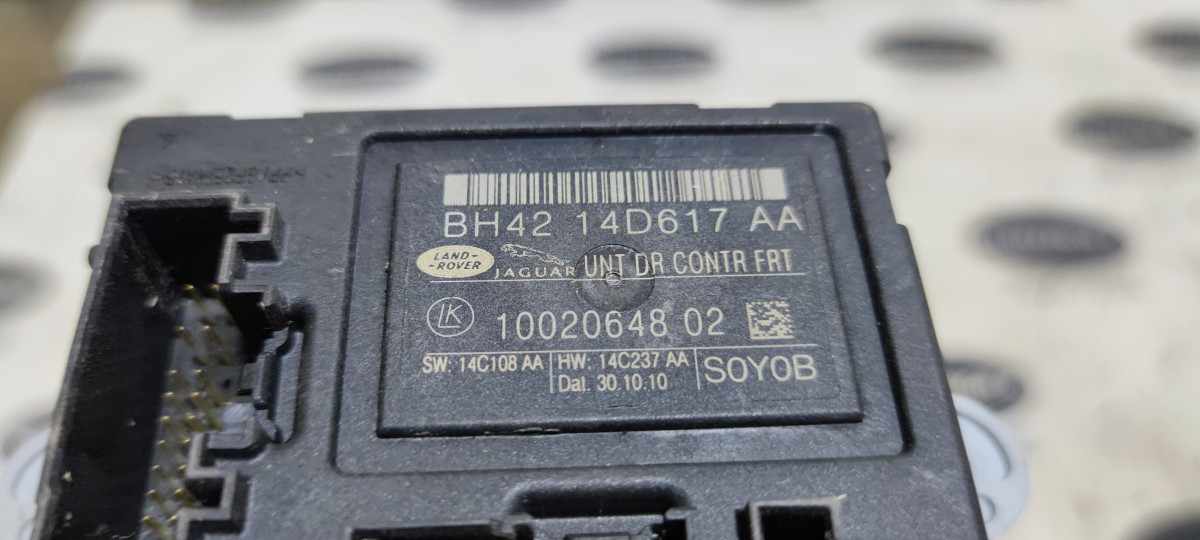 BH42 14D617 AA
LAND-
-ROVER
JAGUAR UNT DR CONTR FRT
LK 10020648 02
SW: 14C108 AA HW: 14C237 AA
Dat. 30.10.10 SOYOB